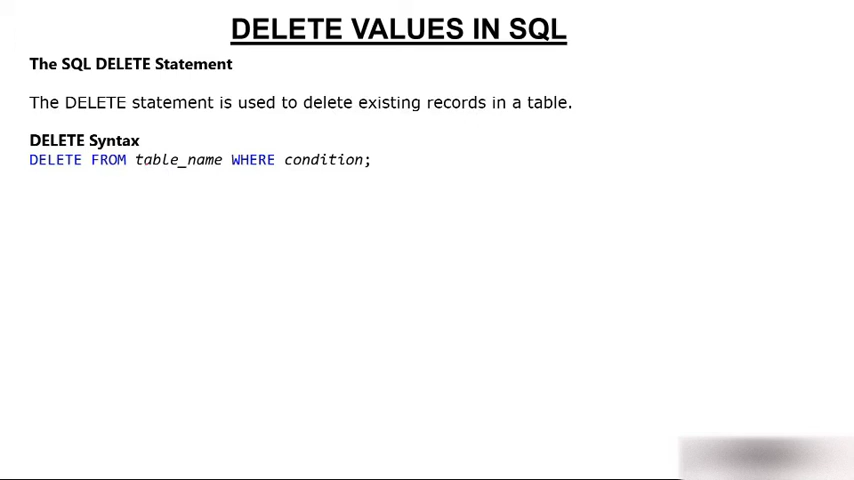 DELETE VALUES IN SQL
The SQL DELETE Statement
The DELETE statement is used to delete existing records in a table.
DELETE Syntax
DELETE FROM table_name WHERE condition;